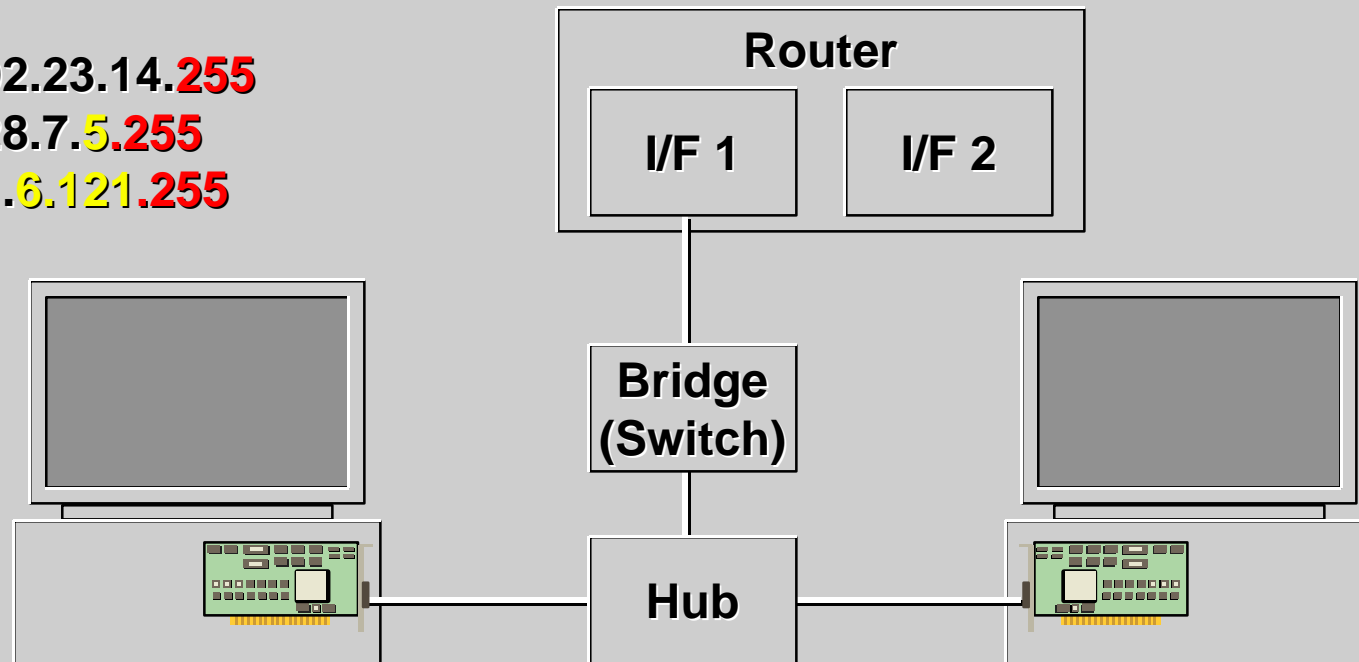 2.23.14.255
8.7.5.255
.6.121.255
Router
I/F 1
I/F 2
Bridge
(Switch)
Hub